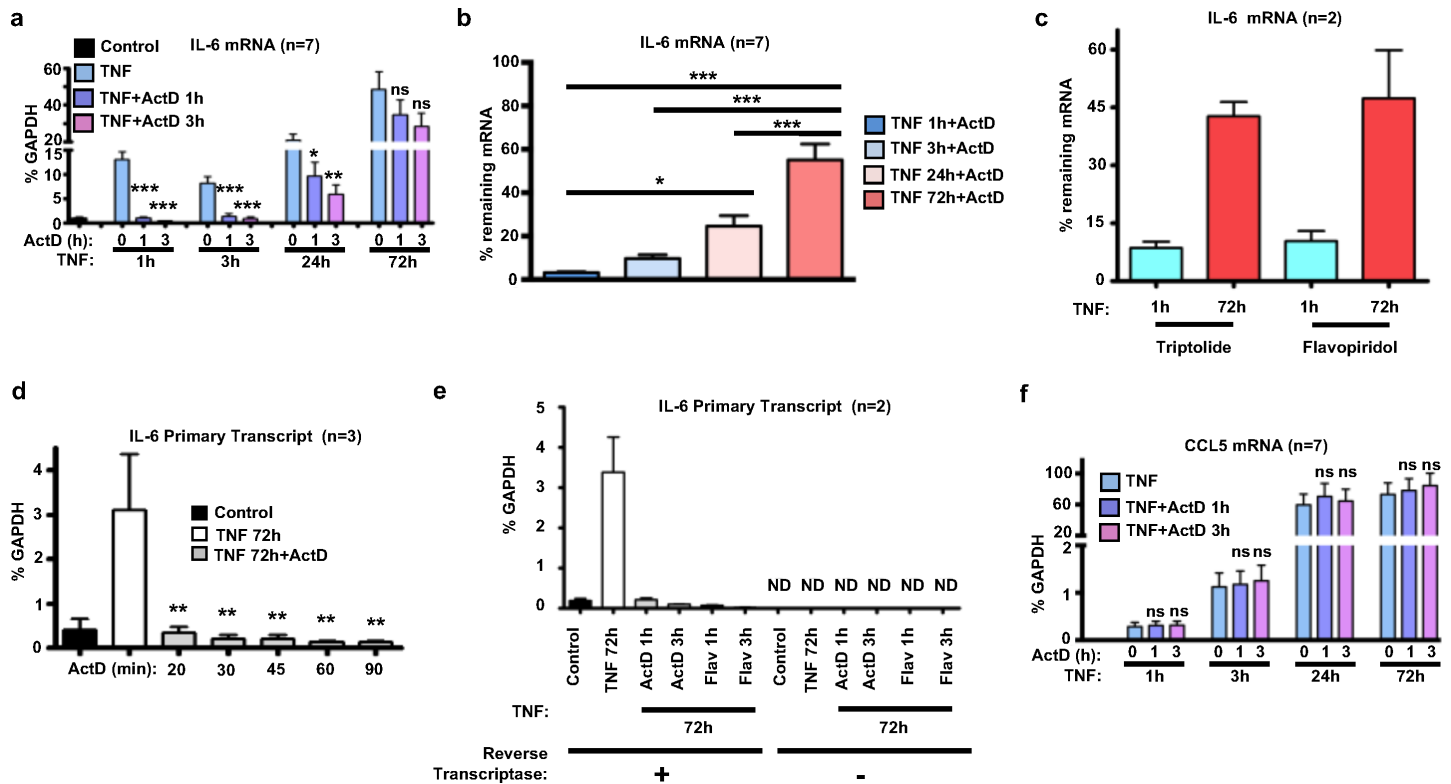 a
IL-6 mRNA (n=7)
Control
TNF
TNF+ActD 1h
TNF+ActD 3h
% GAPDH
60
40
20
15
10
5
0
*** *** *** *** * ** ns ns
ActD (h): 0 1 3 0 1 3 0 1 3 0 1 3
TNF: 1h 3h 24h 72h
b
IL-6 mRNA (n=7)
% remaining mRNA
100
80
60
40
20
0
***
***
***
*
TNF 1h+ActD
TNF 3h+ActD
TNF 24h+ActD
TNF 72h+ActD
c
IL-6 mRNA (n=2)
% remaining mRNA
60
45
30
15
0
TNF: 1h 72h 1h 72h
Triptolide Flavopiridol
d
IL-6 Primary Transcript (n=3)
% GAPDH
4
3
2
1
0
Control
TNF 72h
TNF 72h+ActD
** ** ** ** **
ActD (min): 20 30 45 60 90
e
IL-6 Primary Transcript (n=2)
% GAPDH
5
4
3
2
1
0
ND ND ND ND ND ND
Control TNF 72h ActD 1h ActD 3h Flav 1h Flav 3h Control TNF 72h ActD 1h ActD 3h Flav 1h Flav 3h
TNF: 72h 72h
Reverse
Transcriptase: + -
f
CCL5 mRNA (n=7)
TNF
TNF+ActD 1h
TNF+ActD 3h
% GAPDH
100
60
20
2
1
0
ns ns ns ns ns ns ns ns
ActD (h): 0 1 3 0 1 3 0 1 3 0 1 3
TNF: 1h 3h 24h 72h